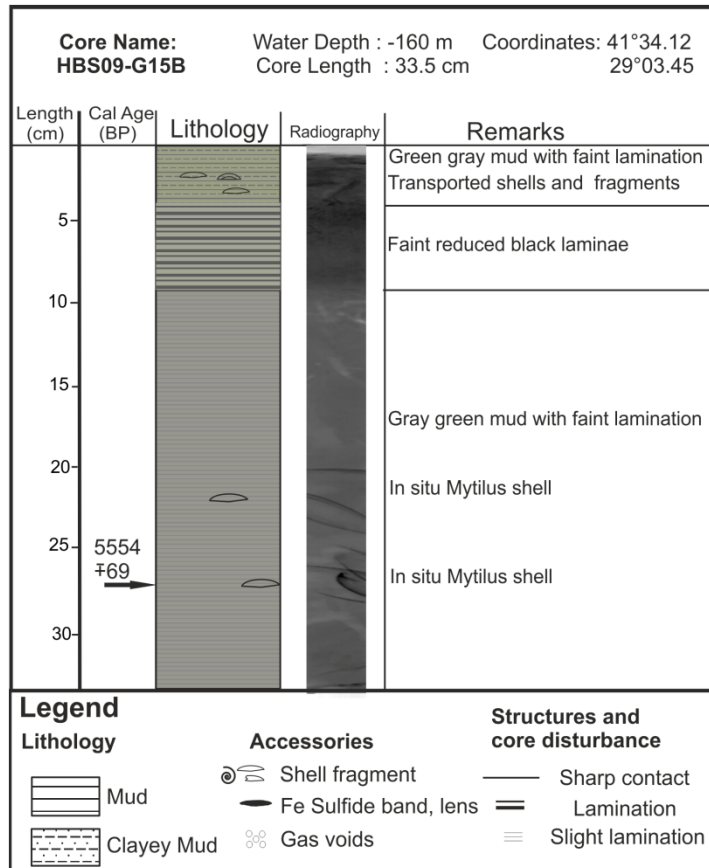 Core Name: Water Depth : -160 m Coordinates: 41°34.12
HBS09-G15B Core Length : 33.5 cm 29°03.45
Length (cm) Cal Age (BP) Lithology Radiography Remarks
Green gray mud with faint lamination
Transported shells and fragments
5
Faint reduced black laminae
10
15
Gray green mud with faint lamination
20
In situ Mytilus shell
25
5554
∓69
In situ Mytilus shell
30
Legend
Lithology
Mud
Clayey Mud
Accessories
Shell fragment
Fe Sulfide band, lens
Gas voids
Structures and
core disturbance
Sharp contact
Lamination
Slight lamination